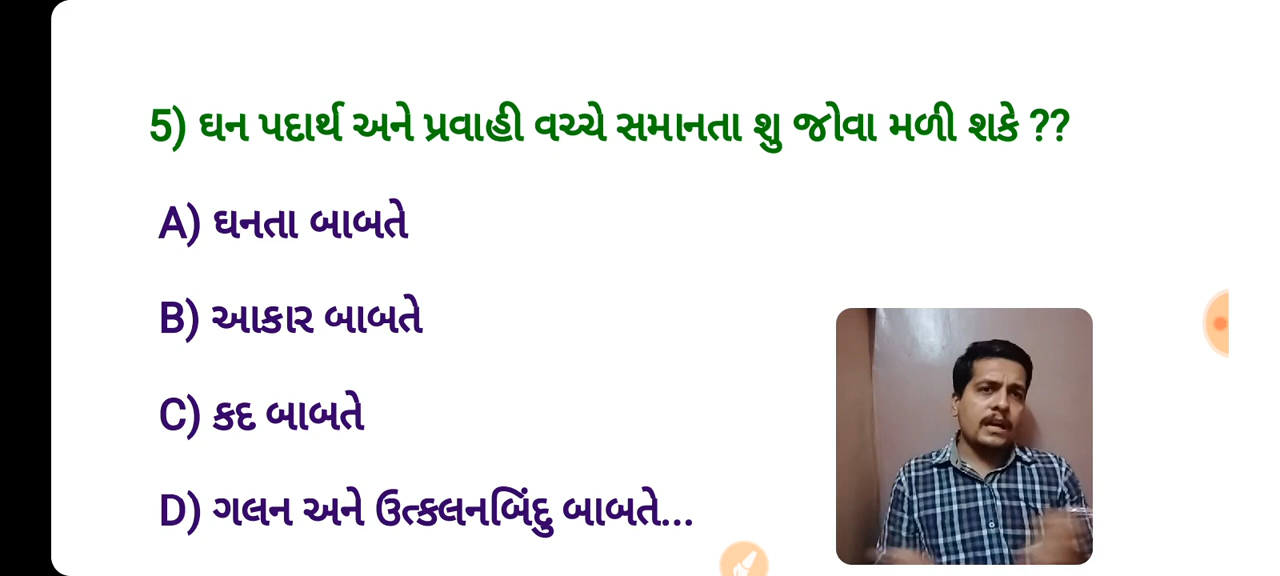 5) ઘન પદાર્થ અને પ્રવાહી વચ્ચે સમાનતા શુ જોવા મળી શકે ??
A) ઘનતા બાબતે
B) આકાર બાબતે
C) કદ બાબતે
D) ગલન અને ઉત્કલનબિંદુ બાબતે...